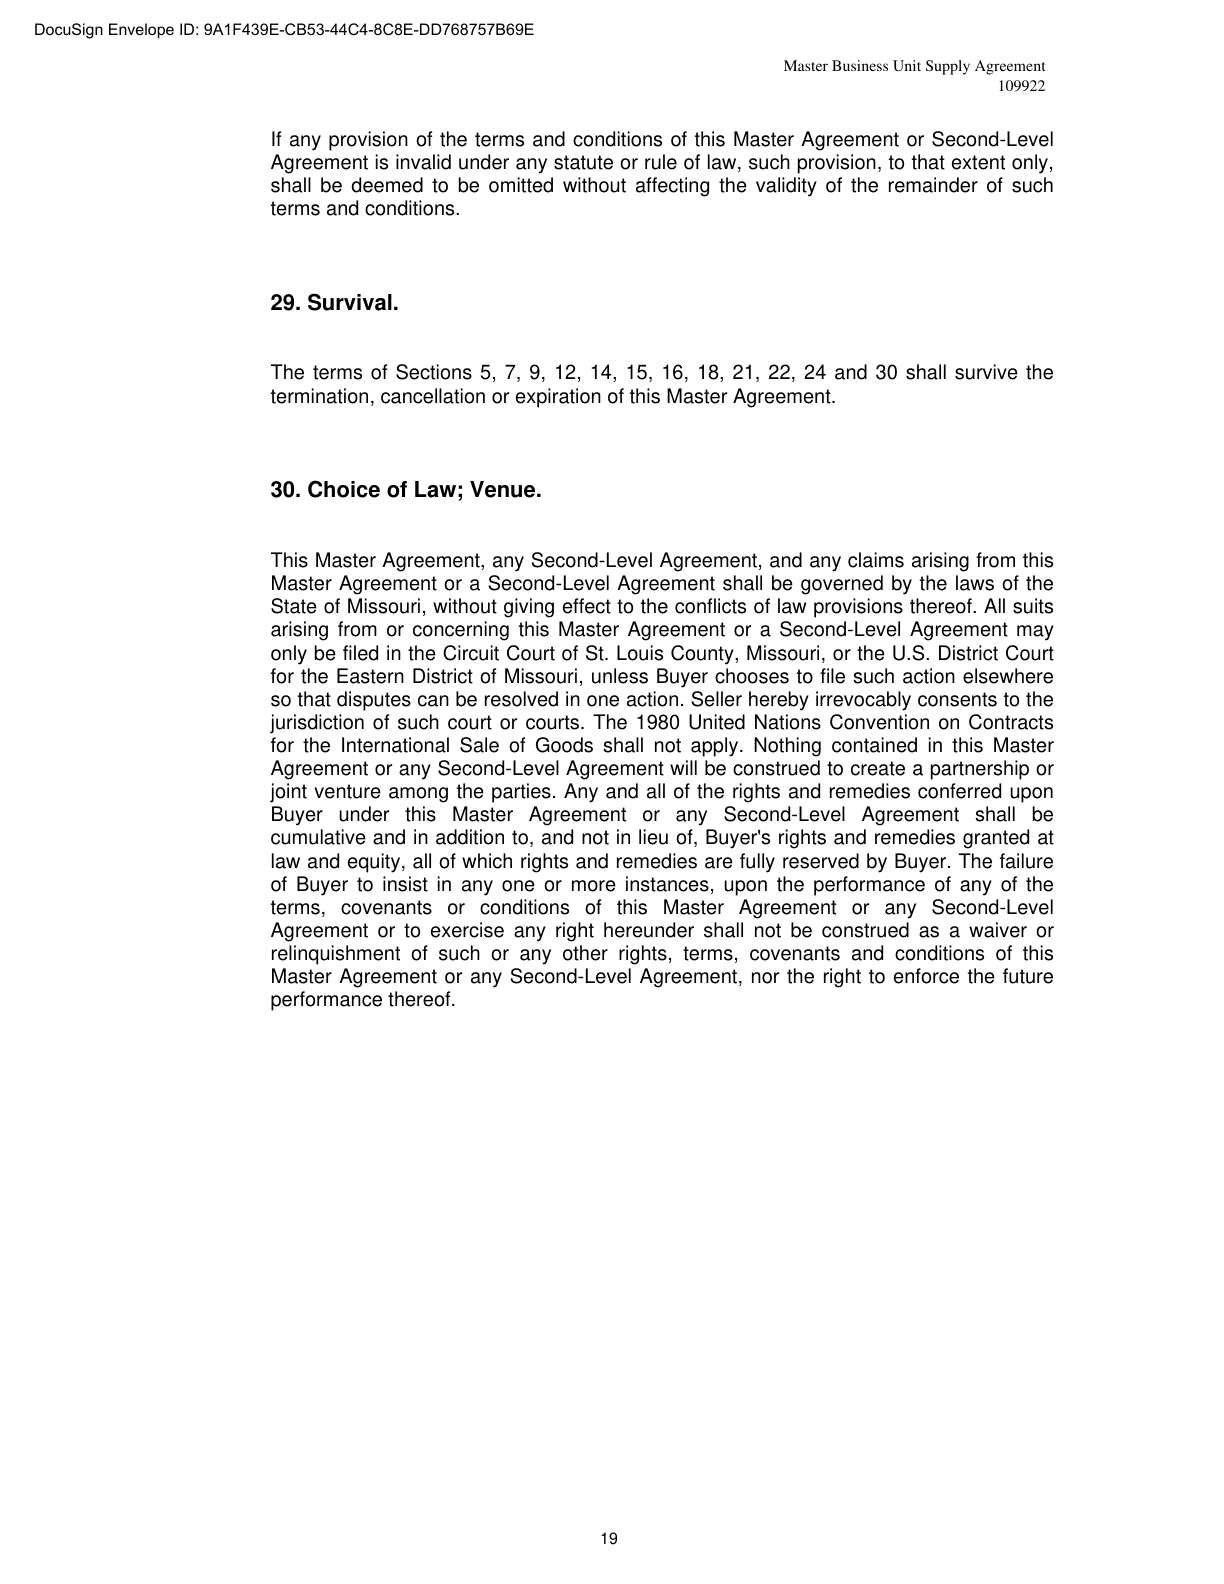 DocuSign Envelope ID: 9A1F439E-CB53-44C4-8C8E-DD768757B69E
Master Business Unit Supply Agreement
109922
If any provision of the terms and conditions of this Master Agreement or Second-Level
Agreement is invalid under any statute or rule of law, such provision, to that extent only,
shall be deemed to be omitted without affecting the validity of the remainder of such
terms and conditions.
29. Survival.
The terms of Sections 5, 7, 9, 12, 14, 15, 16, 18, 21, 22, 24 and 30 shall survive the
termination, cancellation or expiration of this Master Agreement.
30. Choice of Law; Venue.
This Master Agreement, any Second-Level Agreement, and any claims arising from this
Master Agreement or a Second-Level Agreement shall be governed by the laws of the
State of Missouri, without giving effect to the conflicts of law provisions thereof. All suits
arising from or concerning this Master Agreement or a Second-Level Agreement may
only be filed in the Circuit Court of St. Louis County, Missouri, or the U.S. District Court
for the Eastern District of Missouri, unless Buyer chooses to file such action elsewhere
so that disputes can be resolved in one action. Seller hereby irrevocably consents to the
jurisdiction of such court or courts. The 1980 United Nations Convention on Contracts
for the International Sale of Goods shall not apply. Nothing contained in this Master
Agreement or any Second-Level Agreement will be construed to create a partnership or
joint venture among the parties. Any and all of the rights and remedies conferred upon
Buyer under this Master Agreement or any Second-Level Agreement shall be
cumulative and in addition to, and not in lieu of, Buyer's rights and remedies granted at
law and equity, all of which rights and remedies are fully reserved by Buyer. The failure
of Buyer to insist in any one or more instances, upon the performance of any of the
terms, covenants or conditions of this Master Agreement or any Second-Level
Agreement or to exercise any right hereunder shall not be construed as a waiver or
relinquishment of such or any other rights, terms, covenants and conditions of this
Master Agreement or any Second-Level Agreement, nor the right to enforce the future
performance thereof.
19